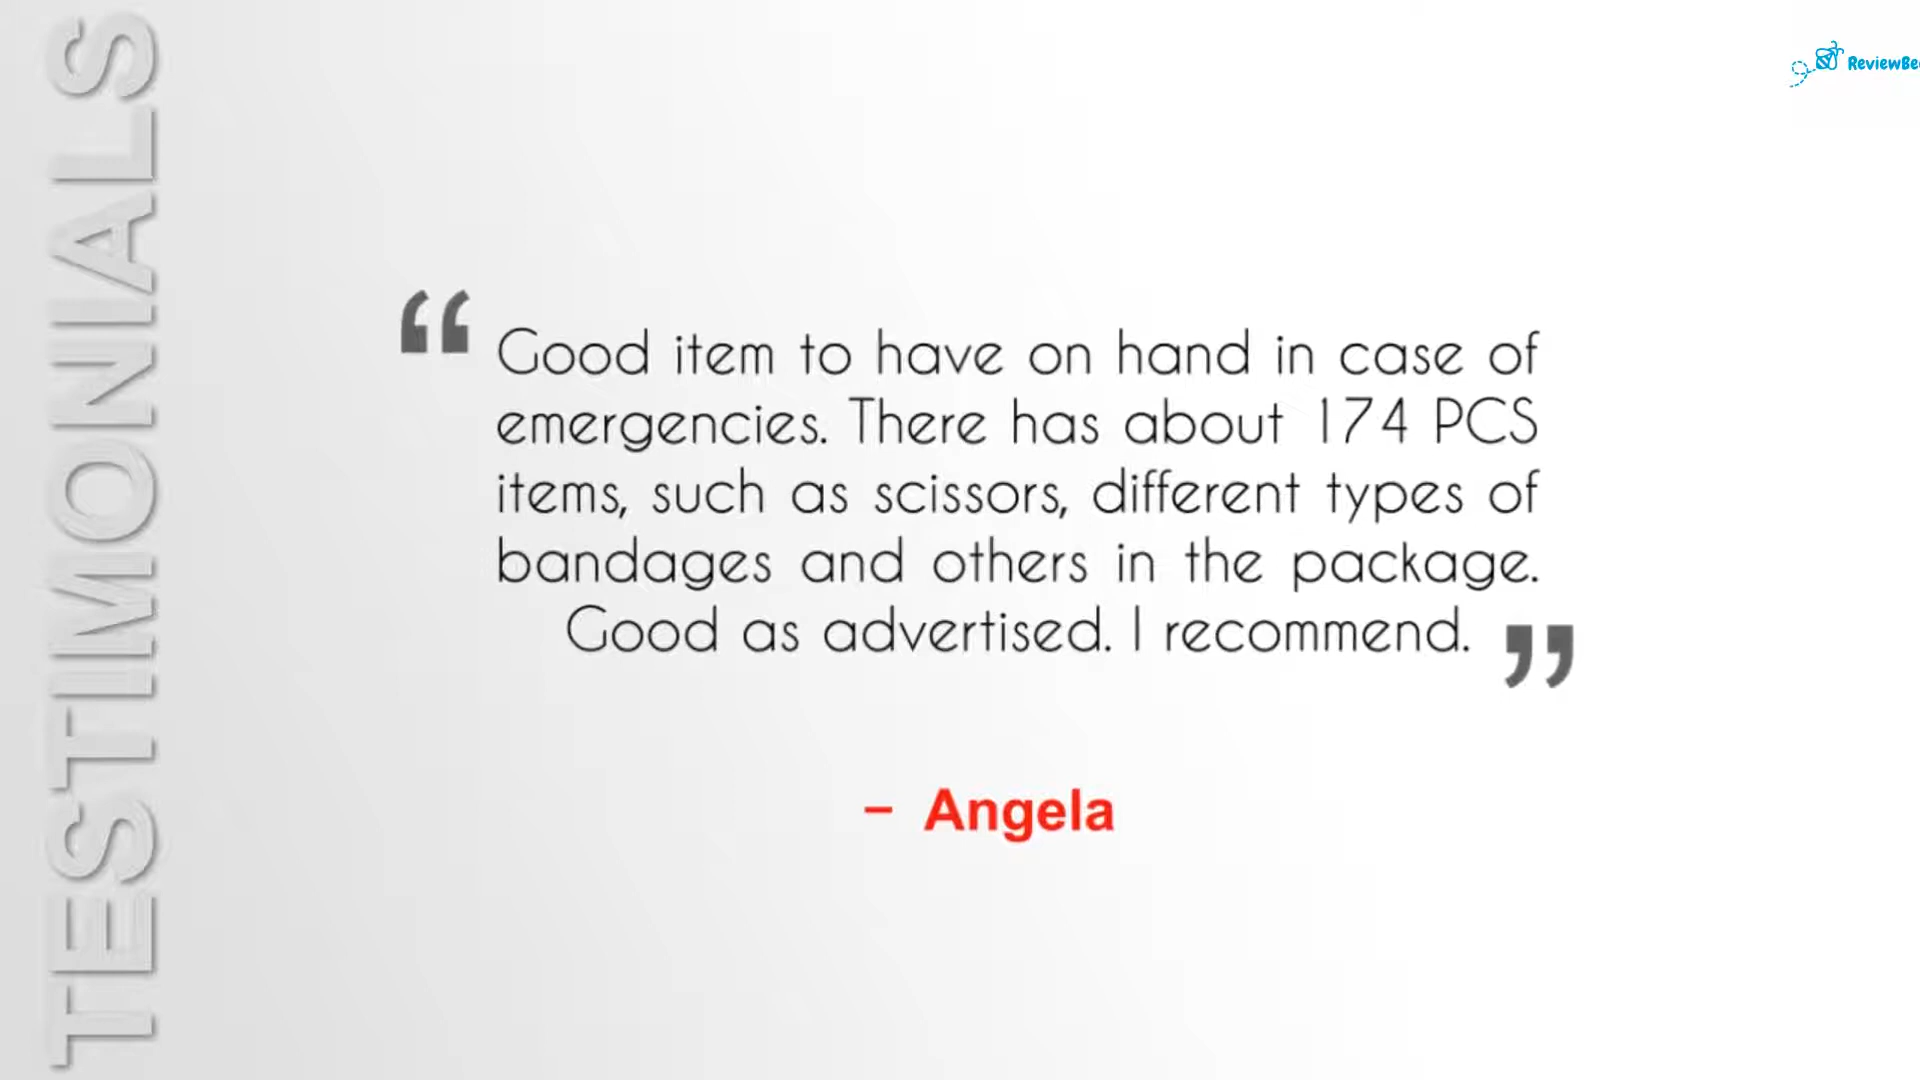 TESTIMONIALS
“Good item to have on hand in case of
emergencies. There has about 174 PCS
items, such as scissors, different types of
bandages and others in the package.
Good as advertised. I recommend.”
– Angela
ReviewBe